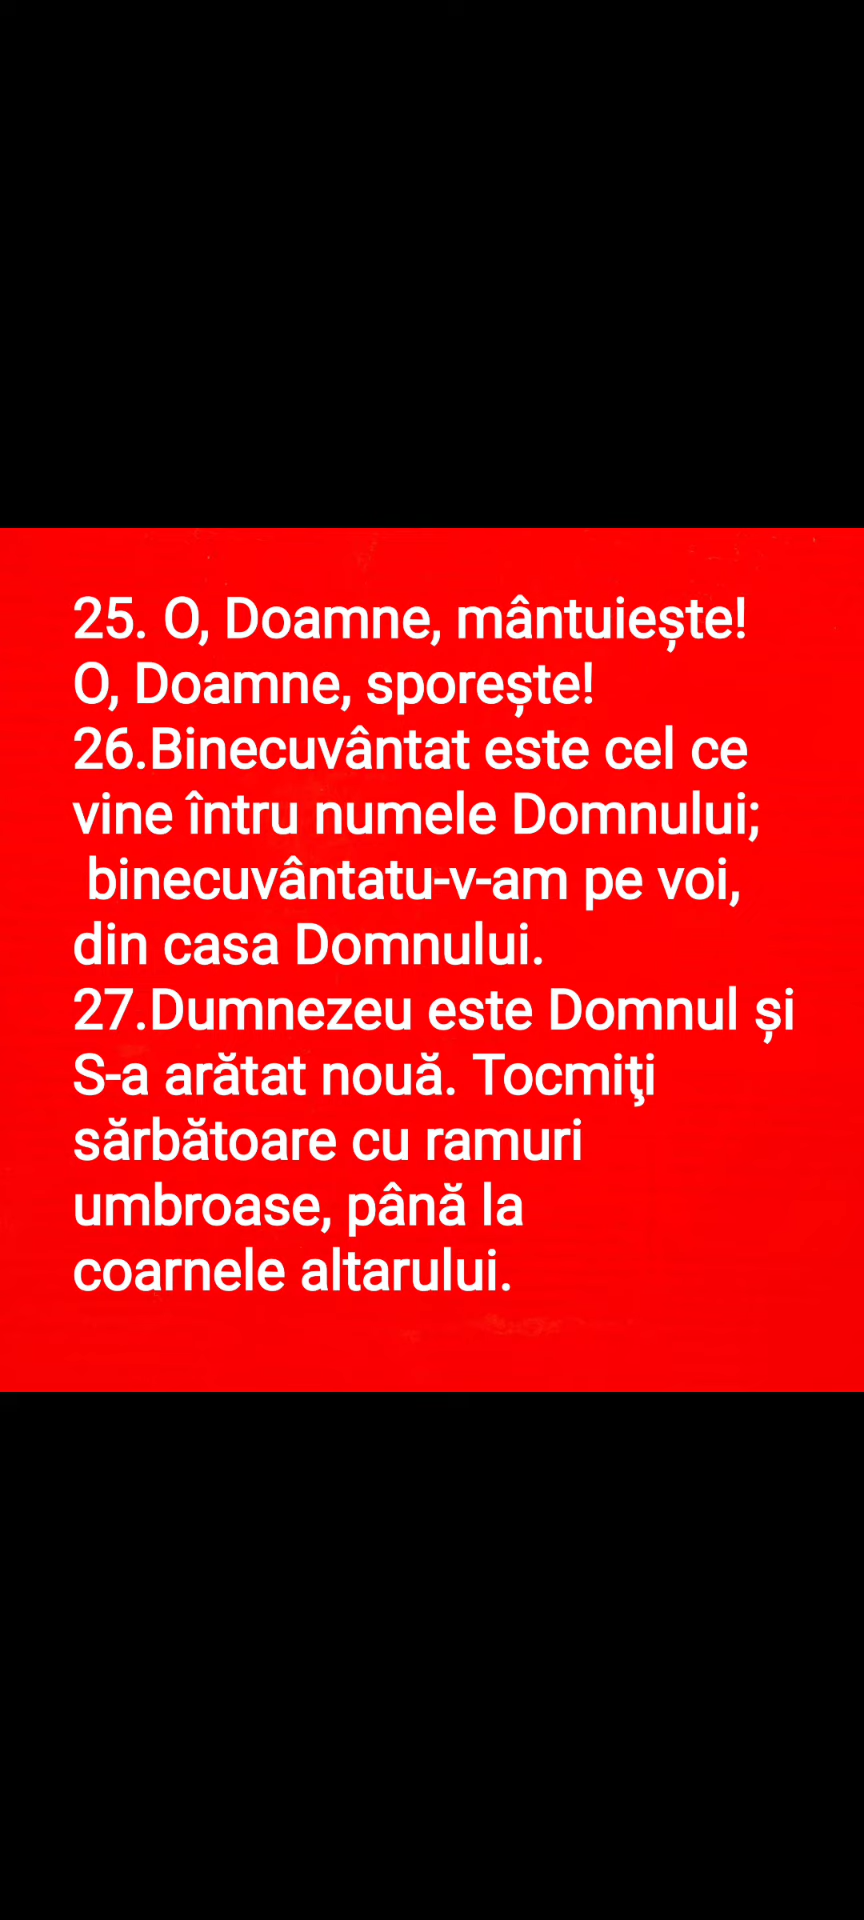 25. O, Doamne, mântuiește!
O, Doamne, sporește!
26.Binecuvântat este cel ce
vine întru numele Domnului;
binecuvântatu-v-am pe voi,
din casa Domnului.
27.Dumnezeu este Domnul și
S-a arătat nouă. Tocmiţi
sărbătoare cu ramuri
umbroase, până la
coarnele altarului.